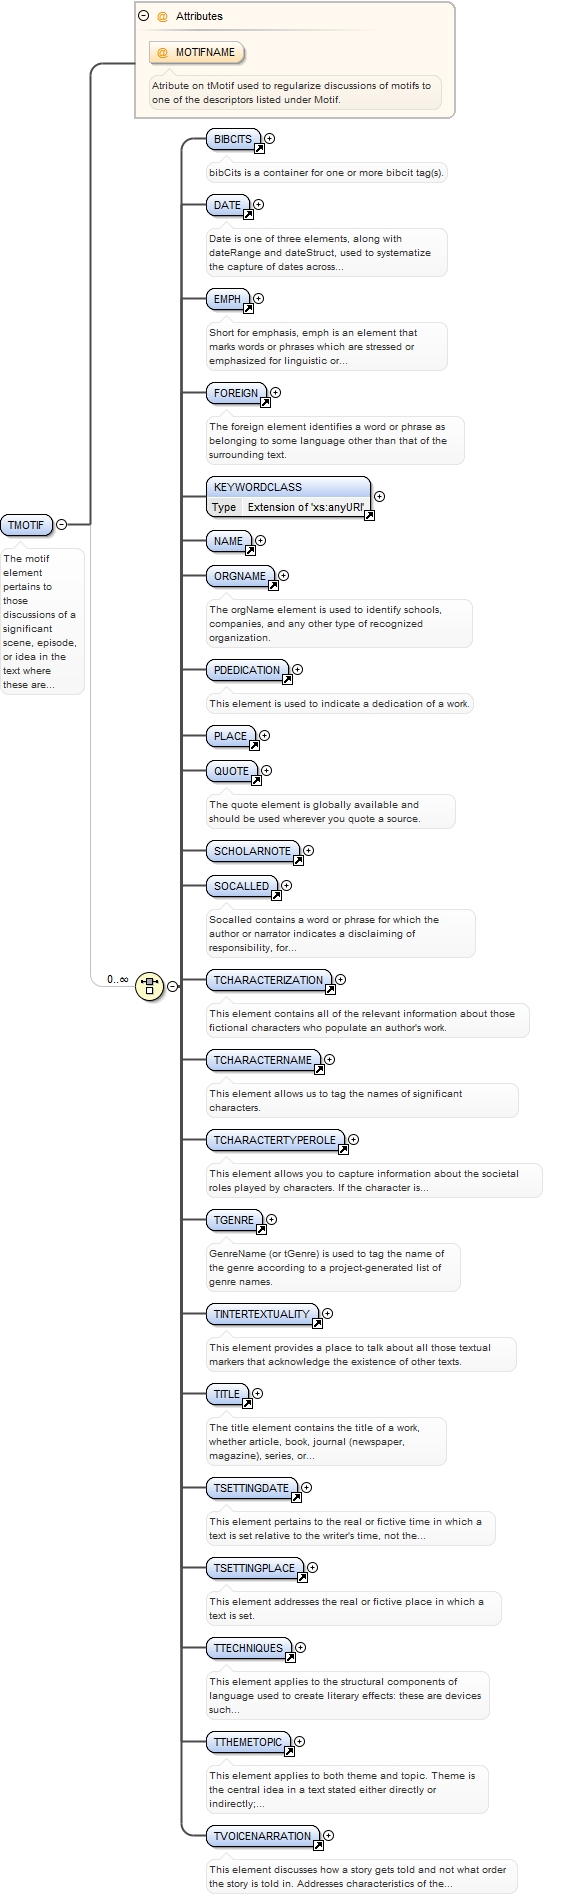 Attributes
@ MOTIFNAME
Atribute on tMotif used to regularize discussions of motifs to
one of the descriptors listed under Motif.
BIBCITS
bibCits is a container for one or more bibcit tag(s).
DATE
Date is one of three elements, along with
dateRange and dateStruct, used to systematize
the capture of dates across...
EMPH
Short for emphasis, emph is an element that
marks words or phrases which are stressed or
emphasized for linguistic or...
FOREIGN
The foreign element identifies a word or phrase as
belonging to some language other than that of the
surrounding text.
KEYWORDCLASS
Type Extension of 'xs:anyURI'
TMOTIF
The motif
element
pertains to
those
discussions of a
significant
scene, episode,
or idea in the
text where
these are...
NAME
ORGNAME
The orgName element is used to identify schools,
companies, and any other type of recognized
organization.
PDEDICATION
This element is used to indicate a dedication of a work.
PLACE
QUOTE
The quote element is globally available and
should be used wherever you quote a source.
SCHOLARNOTE
SOCALLED
Socalled contains a word or phrase for which the
author or narrator indicates a disclaiming of
responsibility, for...
0..∞
TCHARACTERIZATION
This element contains all of the relevant information about those
fictional characters who populate an author's work.
TCHARACTERNAME
This element allows us to tag the names of significant
characters.
TCHARACTERTYPEROLE
This element allows you to capture information about the societal
roles played by characters. If the character is...
TGENRE
GenreName (or tGenre) is used to tag the name of
the genre according to a project-generated list of
genre names.
TINTERTEXTUALITY
This element provides a place to talk about all those textual
markers that acknowledge the existence of other texts.
TITLE
The title element contains the title of a work,
whether article, book, journal (newspaper,
magazine), series, or...
TSETTINGDATE
This element pertains to the real or fictive time in which a
text is set relative to the writer's time, not the...
TSETTINGPLACE
This element addresses the real or fictive place in which a
text is set.
TTECHNIQUES
This element applies to the structural components of
language used to create literary effects: these are devices
such...
TTHEMETOPIC
This element applies to both theme and topic. Theme is
the central idea in a text stated either directly or
indirectly;...
TVOICENARRATION
This element discusses how a story gets told and not what order
the story is told in. Addresses characteristics of the...